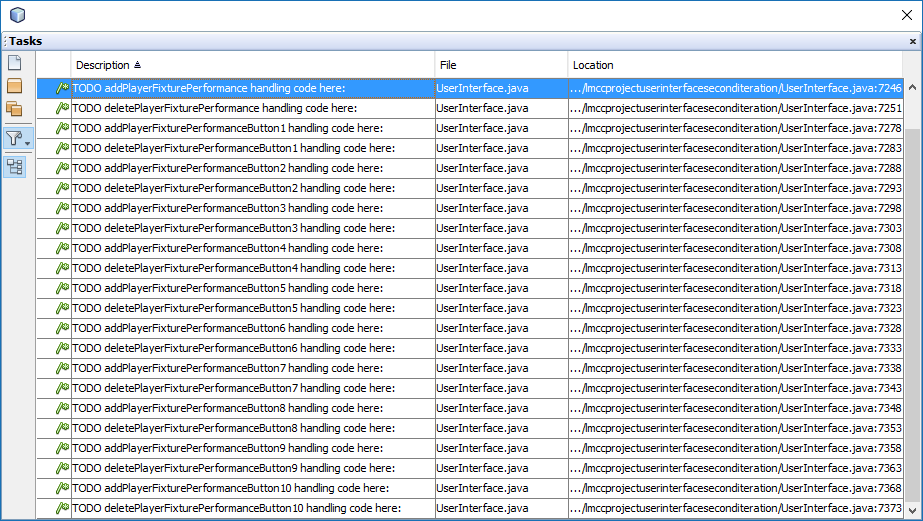 Tasks
Description File Location
TODO addPlayerFixturePerformance handling code here: UserInterface.java .../lmccprojectuserinterfaceseconditeration/UserInterface.java:7246
TODO deletePlayerFixturePerformance handling code here: UserInterface.java .../lmccprojectuserinterfaceseconditeration/UserInterface.java:7251
TODO addPlayerFixturePerformanceButton1 handling code here: UserInterface.java .../lmccprojectuserinterfaceseconditeration/UserInterface.java:7278
TODO deletePlayerFixturePerformanceButton1 handling code here: UserInterface.java .../lmccprojectuserinterfaceseconditeration/UserInterface.java:7283
TODO addPlayerFixturePerformanceButton2 handling code here: UserInterface.java .../lmccprojectuserinterfaceseconditeration/UserInterface.java:7288
TODO deletePlayerFixturePerformanceButton2 handling code here: UserInterface.java .../lmccprojectuserinterfaceseconditeration/UserInterface.java:7293
TODO addPlayerFixturePerformanceButton3 handling code here: UserInterface.java .../lmccprojectuserinterfaceseconditeration/UserInterface.java:7298
TODO deletePlayerFixturePerformanceButton3 handling code here: UserInterface.java .../lmccprojectuserinterfaceseconditeration/UserInterface.java:7303
TODO addPlayerFixturePerformanceButton4 handling code here: UserInterface.java .../lmccprojectuserinterfaceseconditeration/UserInterface.java:7308
TODO deletePlayerFixturePerformanceButton4 handling code here: UserInterface.java .../lmccprojectuserinterfaceseconditeration/UserInterface.java:7313
TODO addPlayerFixturePerformanceButton5 handling code here: UserInterface.java .../lmccprojectuserinterfaceseconditeration/UserInterface.java:7318
TODO deletePlayerFixturePerformanceButton5 handling code here: UserInterface.java .../lmccprojectuserinterfaceseconditeration/UserInterface.java:7323
TODO addPlayerFixturePerformanceButton6 handling code here: UserInterface.java .../lmccprojectuserinterfaceseconditeration/UserInterface.java:7328
TODO deletePlayerFixturePerformanceButton6 handling code here: UserInterface.java .../lmccprojectuserinterfaceseconditeration/UserInterface.java:7333
TODO addPlayerFixturePerformanceButton7 handling code here: UserInterface.java .../lmccprojectuserinterfaceseconditeration/UserInterface.java:7338
TODO deletePlayerFixturePerformanceButton7 handling code here: UserInterface.java .../lmccprojectuserinterfaceseconditeration/UserInterface.java:7343
TODO addPlayerFixturePerformanceButton8 handling code here: UserInterface.java .../lmccprojectuserinterfaceseconditeration/UserInterface.java:7348
TODO deletePlayerFixturePerformanceButton8 handling code here: UserInterface.java .../lmccprojectuserinterfaceseconditeration/UserInterface.java:7353
TODO addPlayerFixturePerformanceButton9 handling code here: UserInterface.java .../lmccprojectuserinterfaceseconditeration/UserInterface.java:7358
TODO deletePlayerFixturePerformanceButton9 handling code here: UserInterface.java .../lmccprojectuserinterfaceseconditeration/UserInterface.java:7363
TODO addPlayerFixturePerformanceButton10 handling code here: UserInterface.java .../lmccprojectuserinterfaceseconditeration/UserInterface.java:7368
TODO deletePlayerFixturePerformanceButton10 handling code here: UserInterface.java .../lmccprojectuserinterfaceseconditeration/UserInterface.java:7373